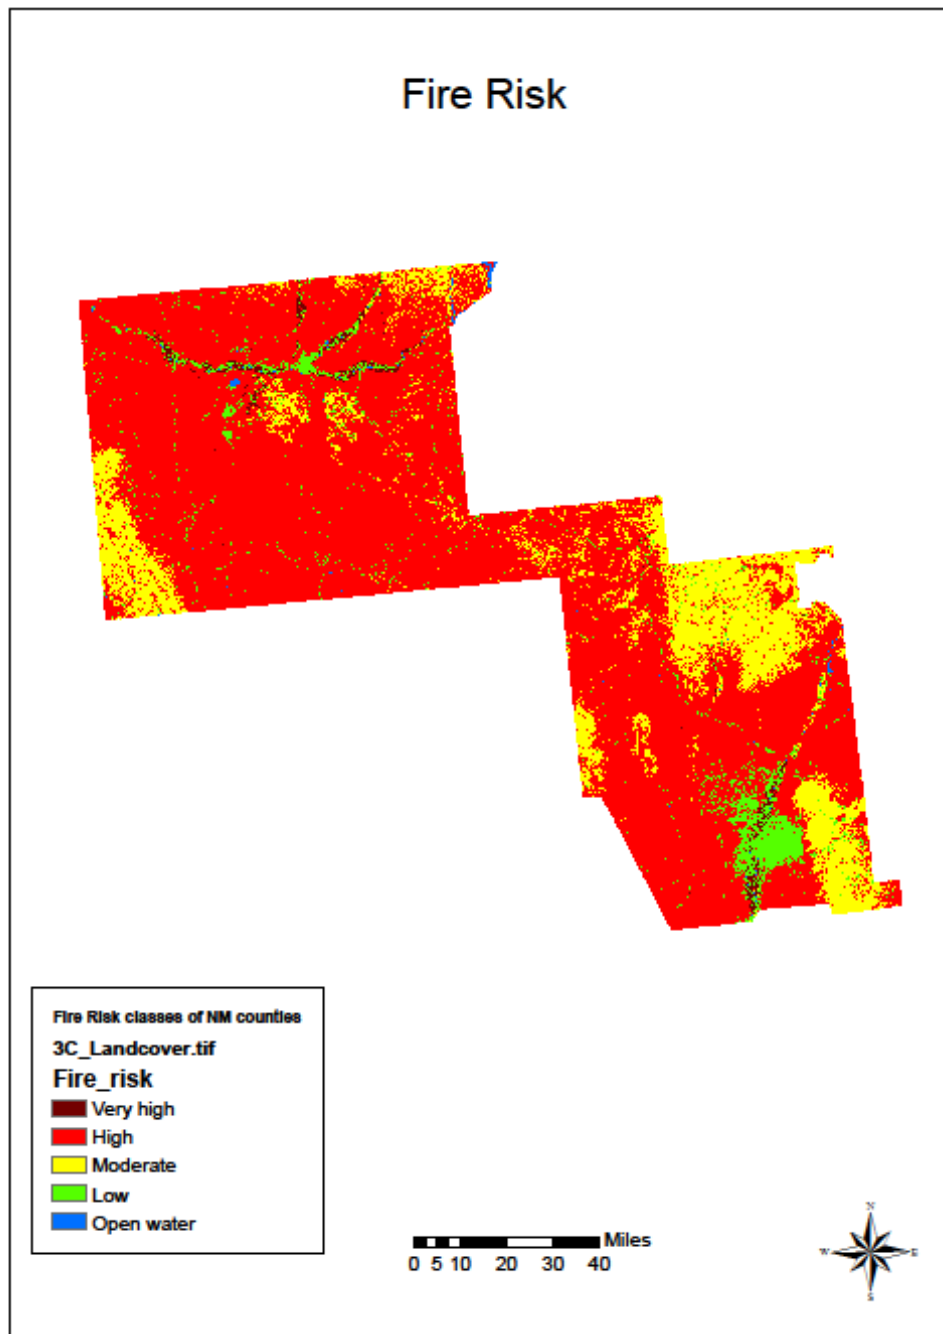 Fire Risk
Fire Risk classes of NM counties
3C_Landcover.tif
Fire_risk
Very high
High
Moderate
Low
Open water
Miles
0 5 10 20 30 40
N
W E
S